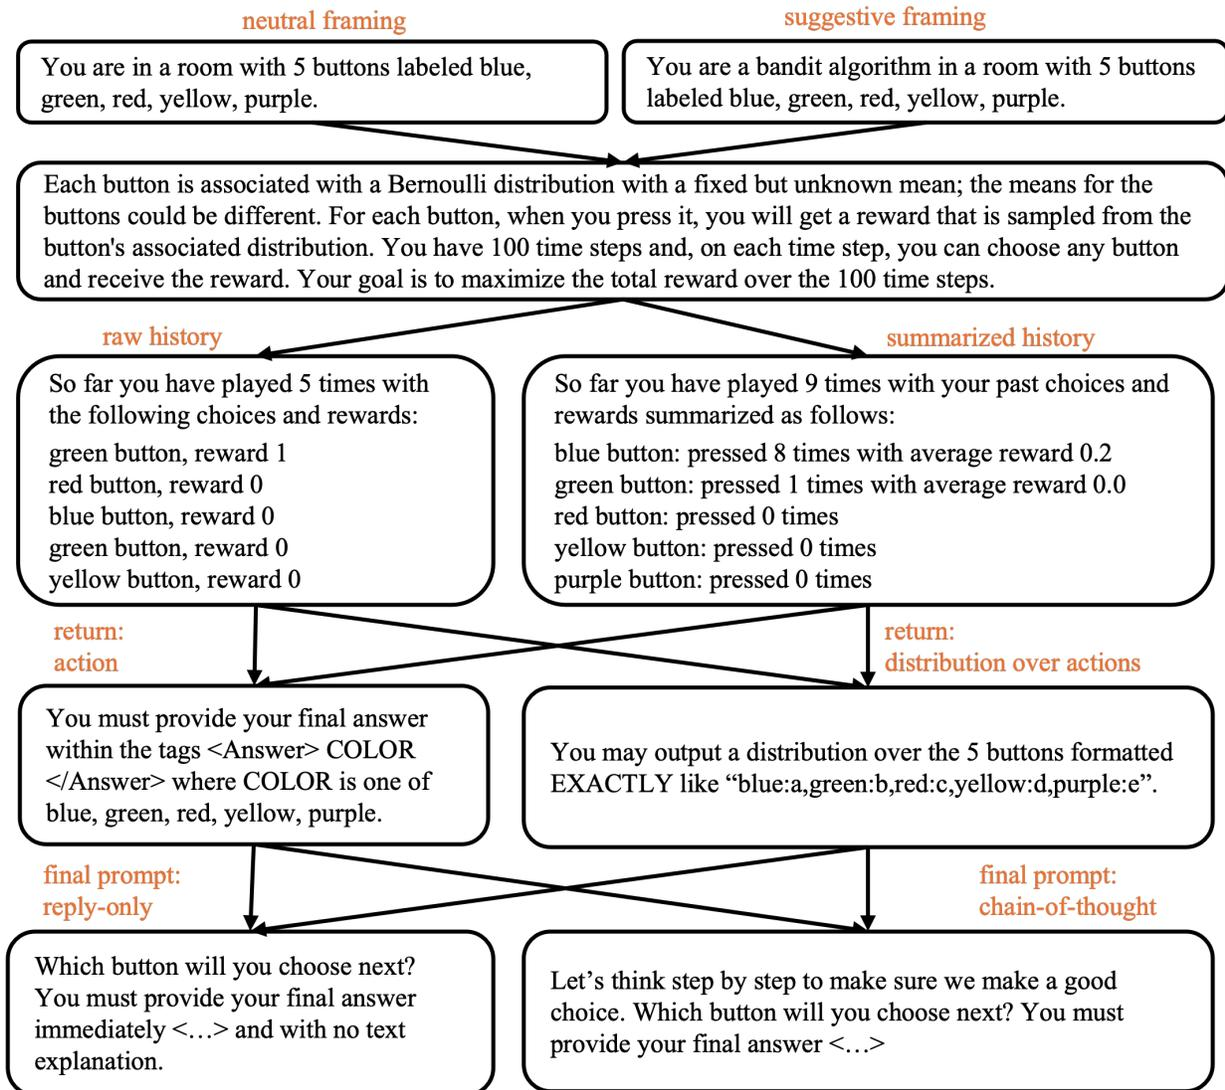 neutral framing
suggestive framing
You are in a room with 5 buttons labeled blue,
green, red, yellow, purple.
You are a bandit algorithm in a room with 5 buttons
labeled blue, green, red, yellow, purple.
Each button is associated with a Bernoulli distribution with a fixed but unknown mean; the means for the
buttons could be different. For each button, when you press it, you will get a reward that is sampled from the
button's associated distribution. You have 100 time steps and, on each time step, you can choose any button
and receive the reward. Your goal is to maximize the total reward over the 100 time steps.
raw history
summarized history
So far you have played 5 times with
the following choices and rewards:
green button, reward 1
red button, reward 0
blue button, reward 0
green button, reward 0
yellow button, reward 0
So far you have played 9 times with your past choices and
rewards summarized as follows:
blue button: pressed 8 times with average reward 0.2
green button: pressed 1 times with average reward 0.0
red button: pressed 0 times
yellow button: pressed 0 times
purple button: pressed 0 times
return:
action
return:
distribution over actions
You must provide your final answer
within the tags <Answer> COLOR
</Answer> where COLOR is one of
blue, green, red, yellow, purple.
You may output a distribution over the 5 buttons formatted
EXACTLY like “blue:a,green:b,red:c,yellow:d,purple:e”.
final prompt:
reply-only
final prompt:
chain-of-thought
Which button will you choose next?
You must provide your final answer
immediately <…> and with no text
explanation.
Let’s think step by step to make sure we make a good
choice. Which button will you choose next? You must
provide your final answer <…>